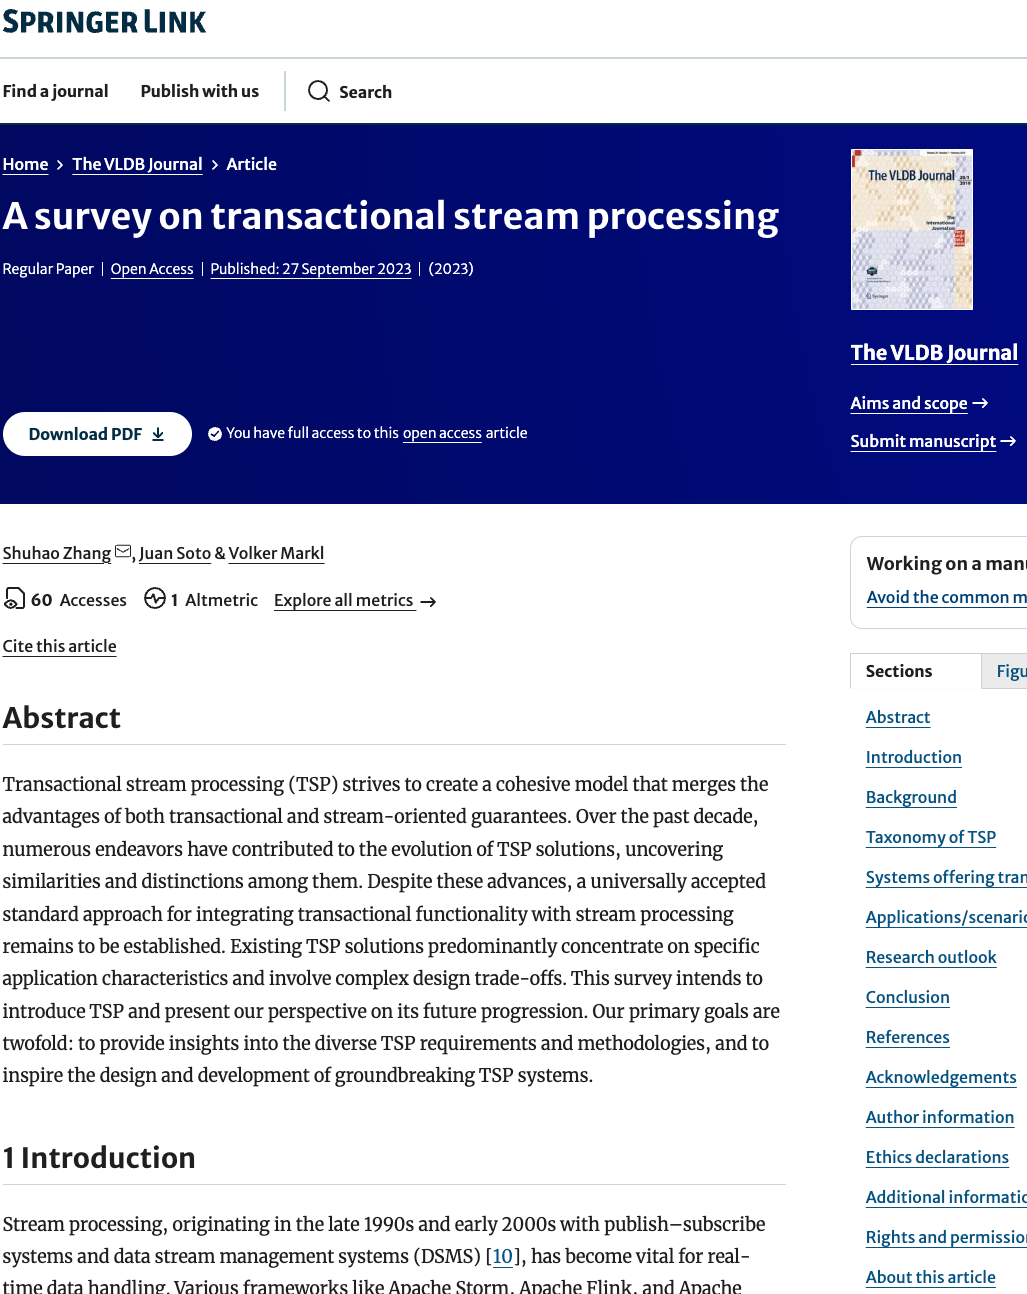 SPRINGER LINK
Find a journal
Publish with us
Search
Home > The VLDB Journal > Article
A survey on transactional stream processing
Regular Paper | Open Access | Published: 27 September 2023 | (2023)
Download PDF
You have full access to this open access article
The VLDB Journal
The VLDB Journal
Aims and scope →
Submit manuscript →
Shuhao Zhang, Juan Soto & Volker Markl
60 Accesses
1 Altmetric
Explore all metrics →
Cite this article
Abstract
Transactional stream processing (TSP) strives to create a cohesive model that merges the
advantages of both transactional and stream-oriented guarantees. Over the past decade,
numerous endeavors have contributed to the evolution of TSP solutions, uncovering
similarities and distinctions among them. Despite these advances, a universally accepted
standard approach for integrating transactional functionality with stream processing
remains to be established. Existing TSP solutions predominantly concentrate on specific
application characteristics and involve complex design trade-offs. This survey intends to
introduce TSP and present our perspective on its future progression. Our primary goals are
twofold: to provide insights into the diverse TSP requirements and methodologies, and to
inspire the design and development of groundbreaking TSP systems.
1 Introduction
Stream processing, originating in the late 1990s and early 2000s with publish–subscribe
systems and data stream management systems (DSMS) [10], has become vital for real-
time data handling. Various frameworks like Apache Storm, Apache Flink, and Apache
Working on a man
Avoid the common m
Sections
Figu
Abstract
Introduction
Background
Taxonomy of TSP
Systems offering tran
Applications/scenario
Research outlook
Conclusion
References
Acknowledgements
Author information
Ethics declarations
Additional informatio
Rights and permission
About this article